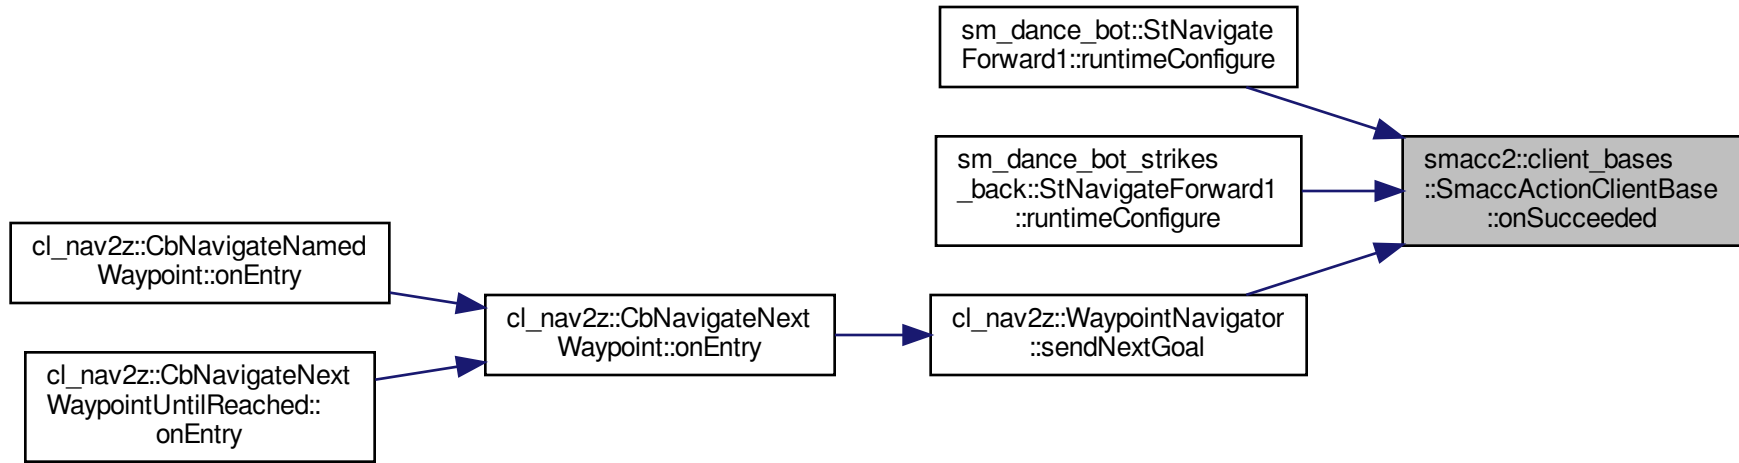 sm_dance_bot::StNavigate
Forward1::runtimeConfigure
sm_dance_bot_strikes
_back::StNavigateForward1
::runtimeConfigure
smacc2::client_bases
::SmaccActionClientBase
::onSucceeded
cl_nav2z::CbNavigateNamed
Waypoint::onEntry
cl_nav2z::CbNavigateNext
Waypoint::onEntry
cl_nav2z::WaypointNavigator
::sendNextGoal
cl_nav2z::CbNavigateNext
WaypointUntilReached::
onEntry